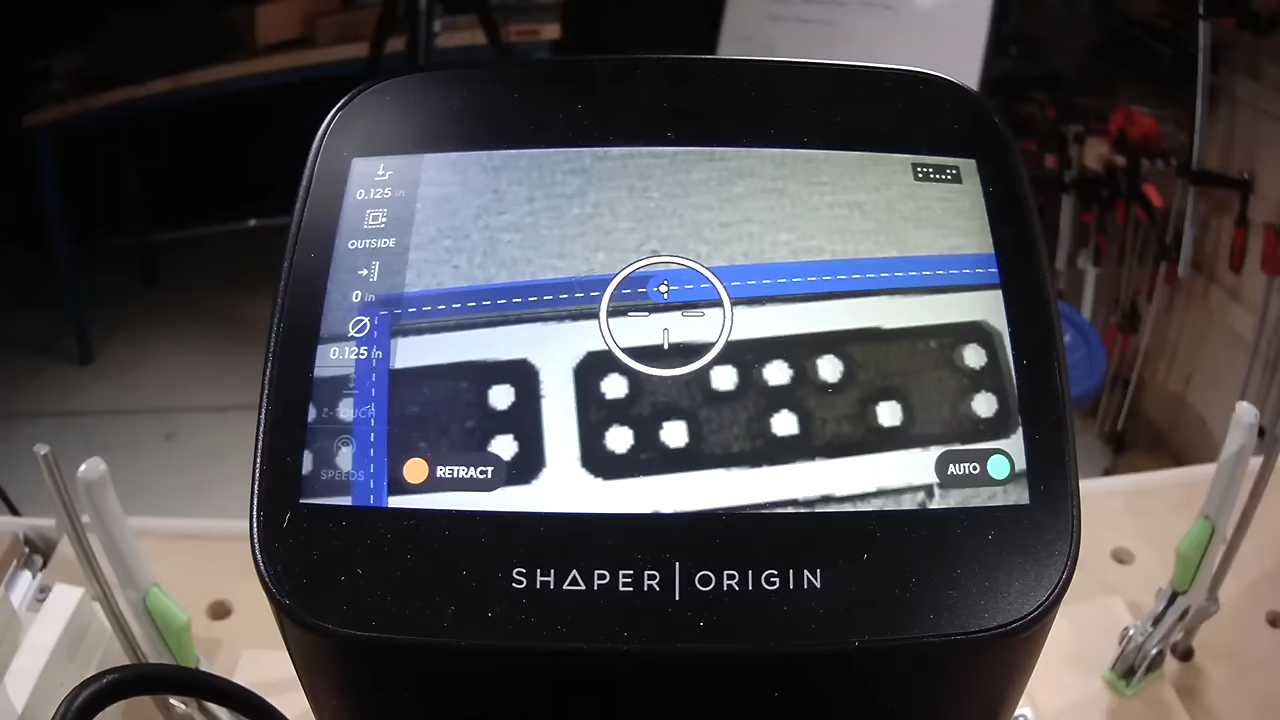 0.125 in
OUTSIDE
0 in
0.125 in
Z-TOUCH
SPEEDS
RETRACT
AUTO
SHAPER | ORIGIN